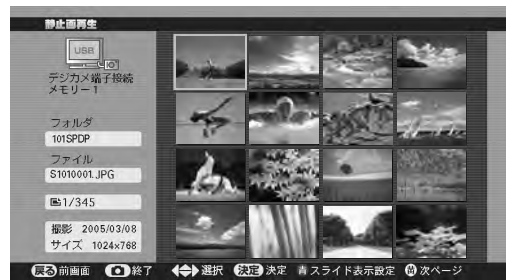 静止画再生
USB
デジカメ端子接続
メモリー1
フォルダ
101SPDP
ファイル
S1010001.JPG
1/345
撮影 2005/03/08
サイズ 1024×768
戻る 前画面 終了 選択 決定 決定 青 スライド表示設定 次ページ